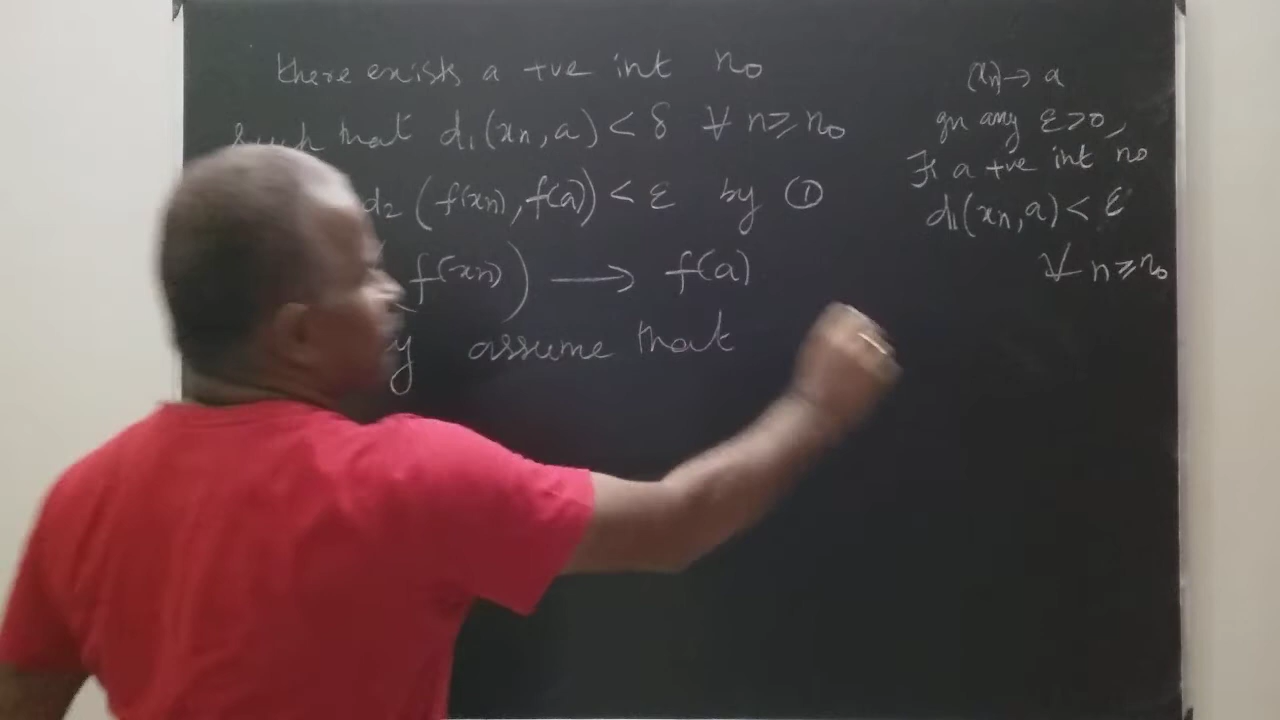 there exists a +ve int n₀
such that d₁(xₙ, a) < δ ∀ n ≥ n₀
d₂ (f(xₙ), f(a)) < ε by ①
(f(xₙ)) ⟶ f(a)
y assume that
(xₙ) → a
gn any ε > 0,
∃ a +ve int n₀
d₁(xₙ, a) < ε
∀ n ≥ n₀